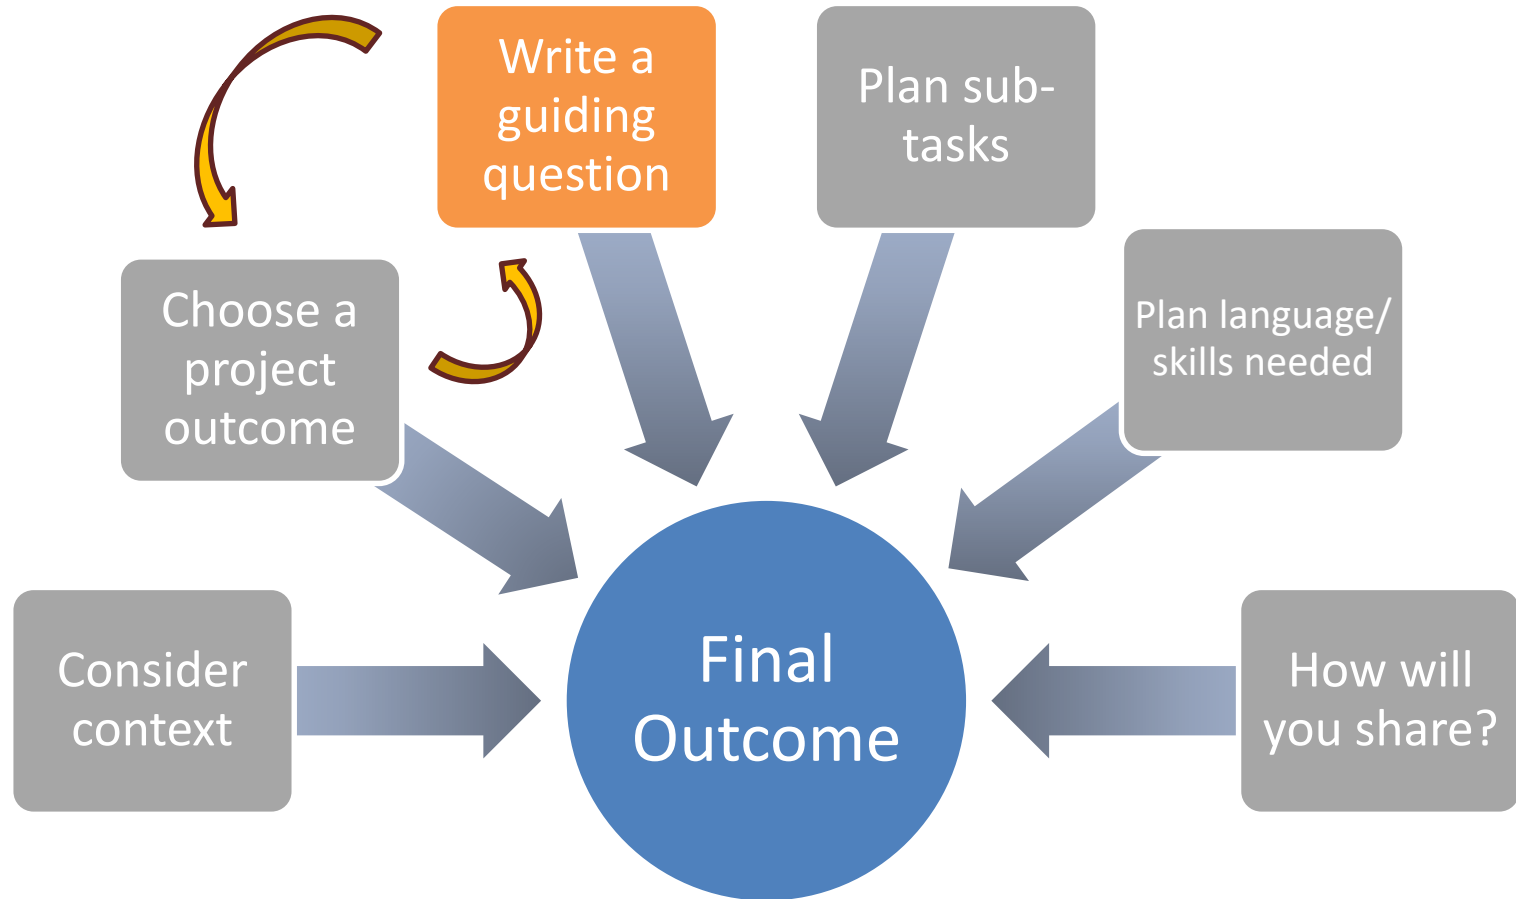 Write a
guiding
question
Plan sub-
tasks
Choose a
project
outcome
Plan language/
skills needed
Consider
context
Final
Outcome
How will
you share?